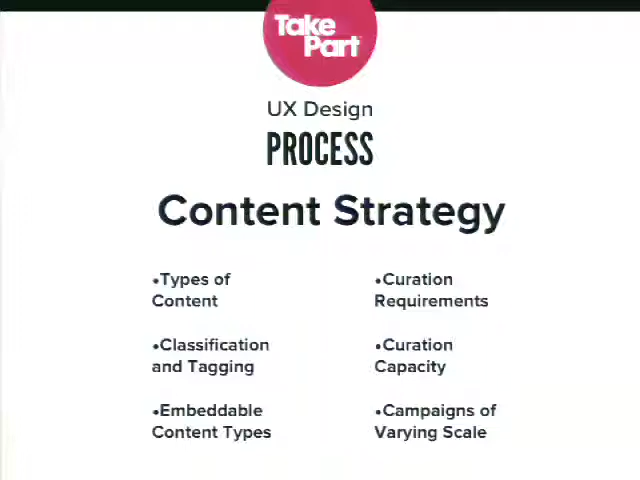 Take
Part
UX Design
PROCESS
Content Strategy
•Types of
Content
•Classification
and Tagging
•Embeddable
Content Types
•Curation
Requirements
•Curation
Capacity
•Campaigns of
Varying Scale